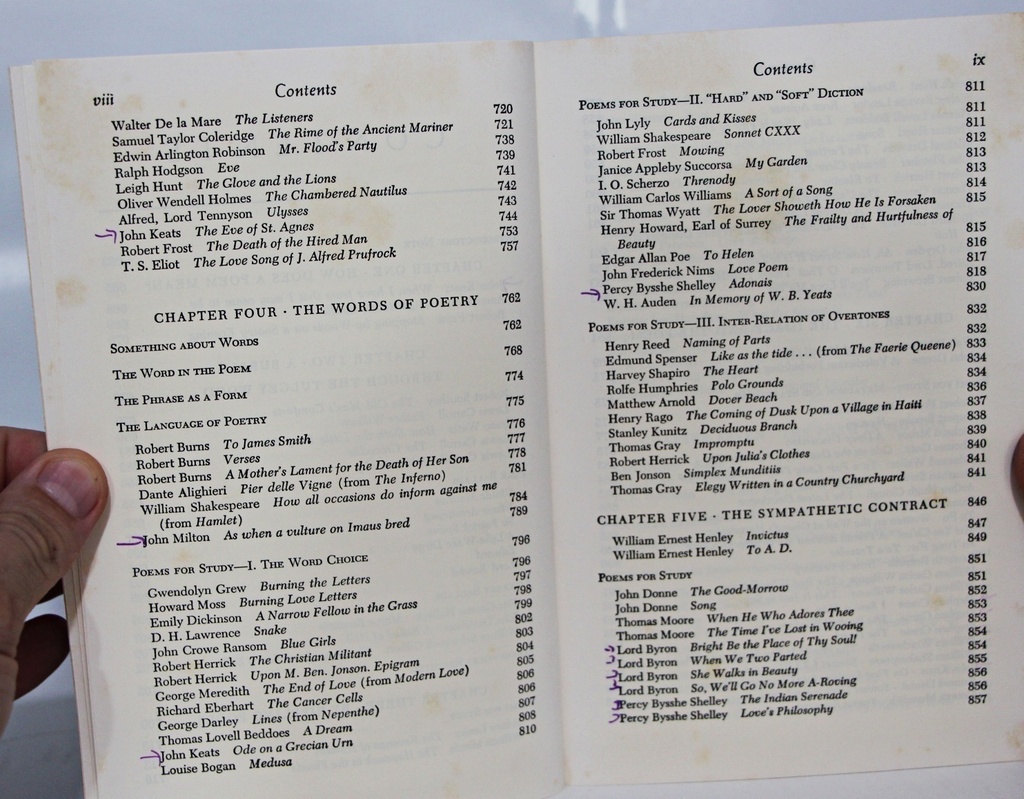 viii Contents
Walter De la Mare The Listeners 720
Samuel Taylor Coleridge The Rime of the Ancient Mariner 721
Edwin Arlington Robinson Mr. Flood's Party 738
Ralph Hodgson Eve 739
Leigh Hunt The Glove and the Lions 741
Oliver Wendell Holmes The Chambered Nautilus 742
Alfred, Lord Tennyson Ulysses 743
John Keats The Eve of St. Agnes 744
Robert Frost The Death of the Hired Man 753
T. S. Eliot The Love Song of J. Alfred Prufrock 757
CHAPTER FOUR · THE WORDS OF POETRY 762
SOMETHING ABOUT WORDS 762
THE WORD IN THE POEM 768
THE PHRASE AS A FORM 774
THE LANGUAGE OF POETRY 775
Robert Burns To James Smith 776
Robert Burns Verses 777
Robert Burns A Mother's Lament for the Death of Her Son 778
Dante Alighieri Pier delle Vigne (from The Inferno) 781
William Shakespeare How all occasions do inform against me
(from Hamlet) 784
John Milton As when a vulture on Imaus bred 789
POEMS FOR STUDY—I. THE WORD CHOICE 796
Gwendolyn Grew Burning the Letters 796
Howard Moss Burning Love Letters 797
Emily Dickinson A Narrow Fellow in the Grass 798
D. H. Lawrence Snake 799
John Crowe Ransom Blue Girls 802
Robert Herrick The Christian Militant 803
Robert Herrick Upon M. Ben. Jonson. Epigram 804
George Meredith The End of Love (from Modern Love) 805
Richard Eberhart The Cancer Cells 806
George Darley Lines (from Nepenthe) 806
Thomas Lovell Beddoes A Dream 807
John Keats Ode on a Grecian Urn 808
Louise Bogan Medusa 810
Contents ix
POEMS FOR STUDY—II. "HARD" AND "SOFT" DICTION 811
John Lyly Cards and Kisses 811
William Shakespeare Sonnet CXXX 811
Robert Frost Mowing 812
Janice Appleby Succorsa My Garden 813
I. O. Scherzo Threnody 813
William Carlos Williams A Sort of a Song 814
Sir Thomas Wyatt The Lover Showeth How He Is Forsaken 815
Henry Howard, Earl of Surrey The Frailty and Hurtfulness of
Beauty 815
Edgar Allan Poe To Helen 816
John Frederick Nims Love Poem 817
Percy Bysshe Shelley Adonais 818
W. H. Auden In Memory of W. B. Yeats 830
POEMS FOR STUDY—III. INTER-RELATION OF OVERTONES 832
Henry Reed Naming of Parts 832
Edmund Spenser Like as the tide . . . (from The Faerie Queene) 833
Harvey Shapiro The Heart 834
Rolfe Humphries Polo Grounds 834
Matthew Arnold Dover Beach 836
Henry Rago The Coming of Dusk Upon a Village in Haiti 837
Stanley Kunitz Deciduous Branch 838
Thomas Gray Impromptu 839
Robert Herrick Upon Julia's Clothes 840
Ben Jonson Simplex Munditiis 841
Thomas Gray Elegy Written in a Country Churchyard 841
CHAPTER FIVE · THE SYMPATHETIC CONTRACT 846
William Ernest Henley Invictus 847
William Ernest Henley To A. D. 849
POEMS FOR STUDY 851
John Donne The Good-Morrow 851
John Donne Song 852
Thomas Moore When He Who Adores Thee 853
Thomas Moore The Time I've Lost in Wooing 853
Lord Byron Bright Be the Place of Thy Soul! 854
Lord Byron When We Two Parted 854
Lord Byron She Walks in Beauty 855
Lord Byron So, We'll Go No More A-Roving 856
Percy Bysshe Shelley The Indian Serenade 856
Percy Bysshe Shelley Love's Philosophy 857